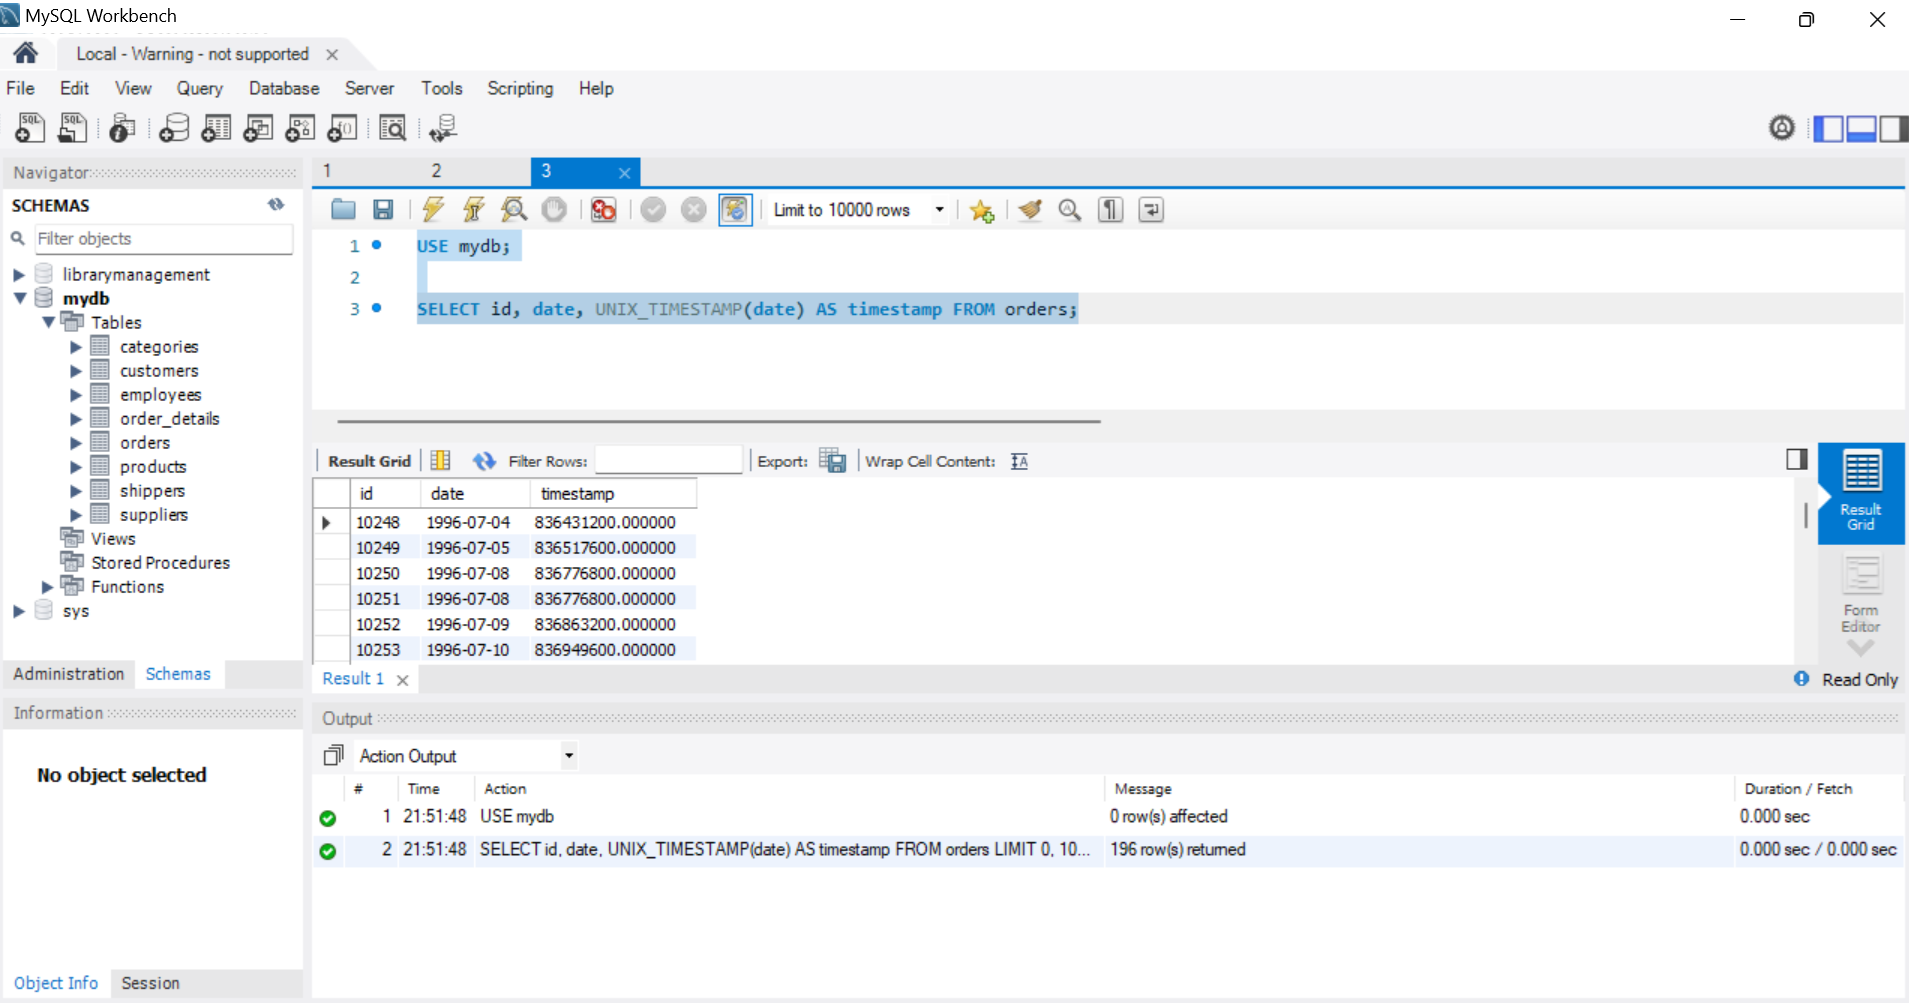 MySQL Workbench
Local - Warning - not supported
File Edit View Query Database Server Tools Scripting Help
Navigator
SCHEMAS
Filter objects
librarymanagement
mydb
Tables
categories
customers
employees
order_details
orders
products
shippers
suppliers
Views
Stored Procedures
Functions
sys
Administration Schemas
Information
No object selected
Object Info Session
1 2 3
Limit to 10000 rows
1 USE mydb;
2
3 SELECT id, date, UNIX_TIMESTAMP(date) AS timestamp FROM orders;
Result Grid Filter Rows: Export: Wrap Cell Content:
id date timestamp
10248 1996-07-04 836431200.000000
10249 1996-07-05 836517600.000000
10250 1996-07-08 836776800.000000
10251 1996-07-08 836776800.000000
10252 1996-07-09 836863200.000000
10253 1996-07-10 836949600.000000
Result
Grid
Form
Editor
Result 1
Read Only
Output
Action Output
# Time Action Message Duration / Fetch
1 21:51:48 USE mydb 0 row(s) affected 0.000 sec
2 21:51:48 SELECT id, date, UNIX_TIMESTAMP(date) AS timestamp FROM orders LIMIT 0, 10... 196 row(s) returned 0.000 sec / 0.000 sec